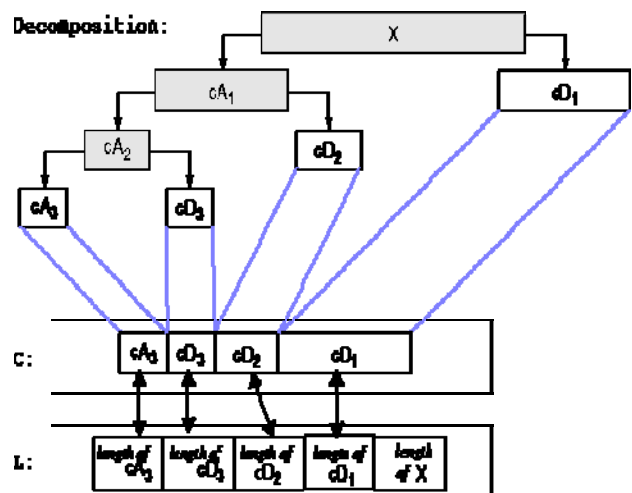 Decomposition:
X
cA₁
cD₁
cA₂
cD₂
cA₃
cD₃
C:
cA₃ cD₃ cD₂ cD₁
L:
length of cA₃
length of cD₃
length of cD₂
length of cD₁
length of X